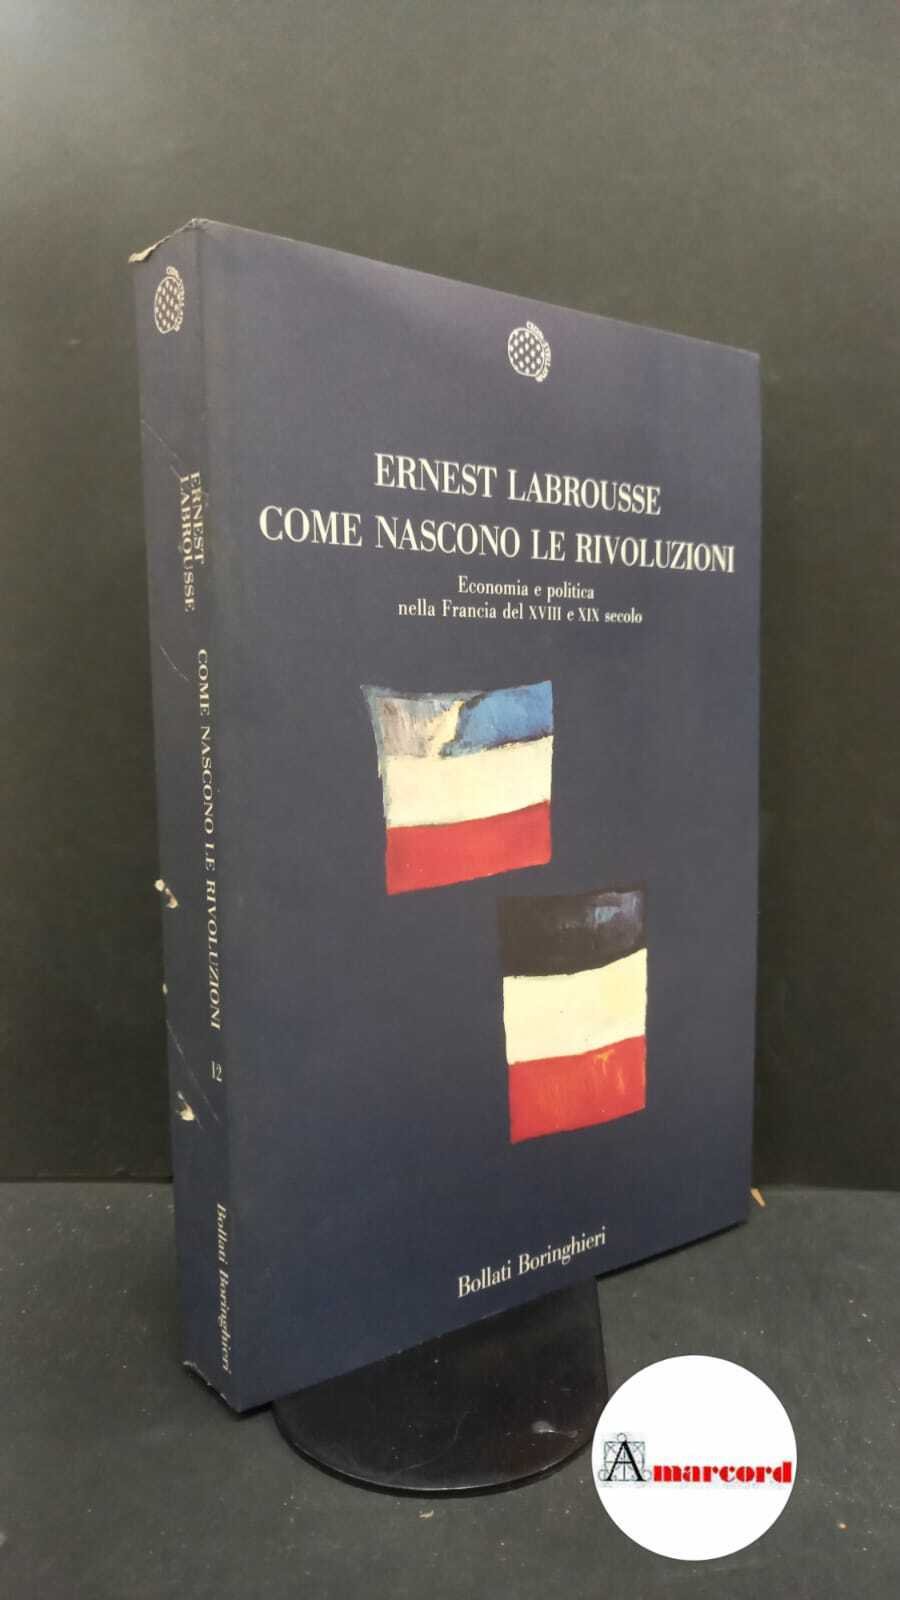 ERNEST LABROUSSE
COME NASCONO LE RIVOLUZIONI
Economia e politica
nella Francia del XVIII e XIX secolo
Bollati Boringhieri
ERNEST
LABROUSSE
COME NASCONO LE RIVOLUZIONI
12
Bollati Boringhieri
Amarcord